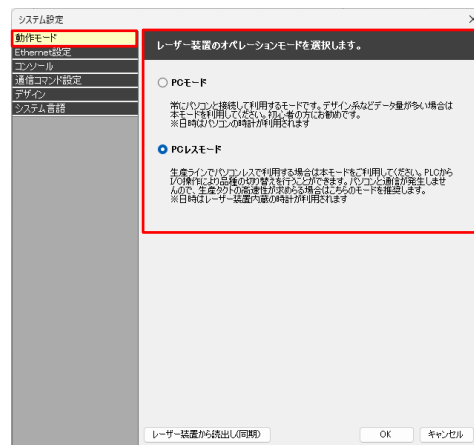 システム設定
動作モード
Ethernet設定
コンソール
通信コマンド設定
デザイン
システム言語
レーザー装置のオペレーションモードを選択します。
PCモード
常にパソコンと接続して利用するモードです。デザイン系などデータ量が多い場合は
本モードを利用してください。初心者の方にお勧めです。
※日時はパソコンの時計が利用されます
PCレスモード
生産ラインでパソコンレスで利用する場合は本モードをご利用してください。PLCから
I/O操作により品種の切り替えを行うことができます。パソコンと通信が発生しませ
んので、生産タクトの高速性が求められる場合はこちらのモードを推奨します。
※日時はレーザー装置内蔵の時計が利用されます
レーザー装置から読出し(同期)
OK
キャンセル